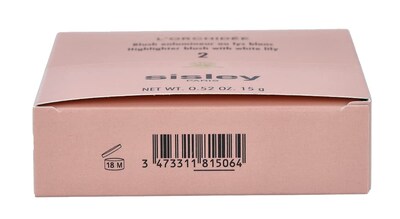 L'ORCHIDÉE
Blush enlumineur au lys blanc
Highlighter blush with white lily
2
sisley
PARIS
NET WT. 0.52 OZ. 15 g
18 M
3 473311 815064